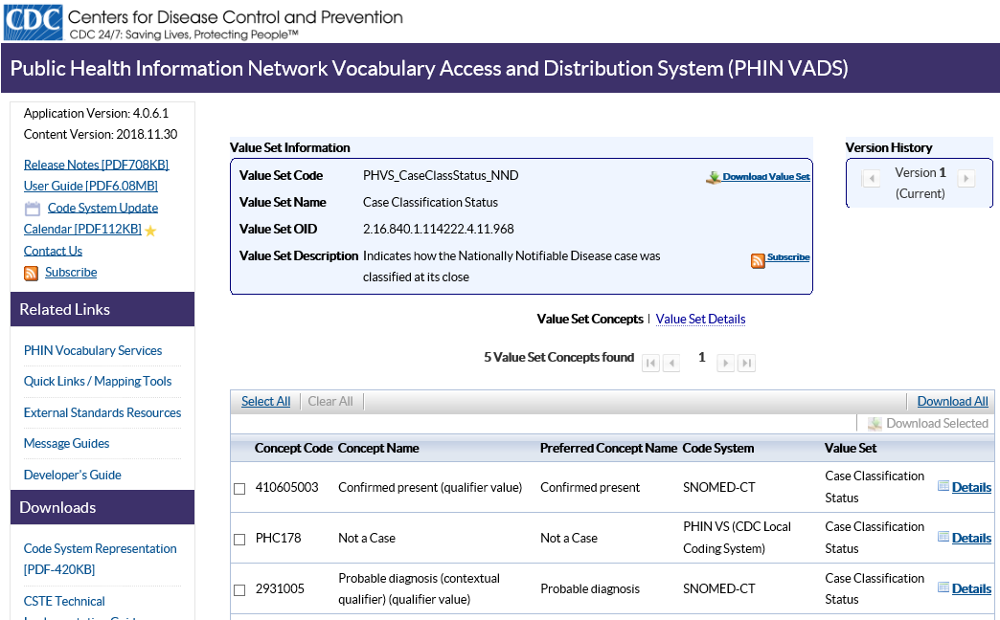 CDC Centers for Disease Control and Prevention
CDC 24/7: Saving Lives, Protecting People™
Public Health Information Network Vocabulary Access and Distribution System (PHIN VADS)
Application Version: 4.0.6.1
Content Version: 2018.11.30
Release Notes [PDF708KB]
User Guide [PDF6.08MB]
Code System Update
Calendar [PDF112KB]
Contact Us
Subscribe
Related Links
PHIN Vocabulary Services
Quick Links / Mapping Tools
External Standards Resources
Message Guides
Developer's Guide
Downloads
Code System Representation
[PDF-420KB]
CSTE Technical
Value Set Information
Value Set Code PHVS_CaseClassStatus_NND Download Value Set
Value Set Name Case Classification Status
Value Set OID 2.16.840.1.114222.4.11.968
Value Set Description Indicates how the Nationally Notifiable Disease case was Subscribe
classified at its close
Version History
Version 1
(Current)
Value Set Concepts | Value Set Details
5 Value Set Concepts found 1
Select All Clear All Download All
Download Selected
Concept Code Concept Name Preferred Concept Name Code System Value Set
410605003 Confirmed present (qualifier value) Confirmed present SNOMED-CT Case Classification Status Details
PHC178 Not a Case Not a Case PHIN VS (CDC Local Coding System) Case Classification Status Details
2931005 Probable diagnosis (contextual qualifier) (qualifier value) Probable diagnosis SNOMED-CT Case Classification Status Details